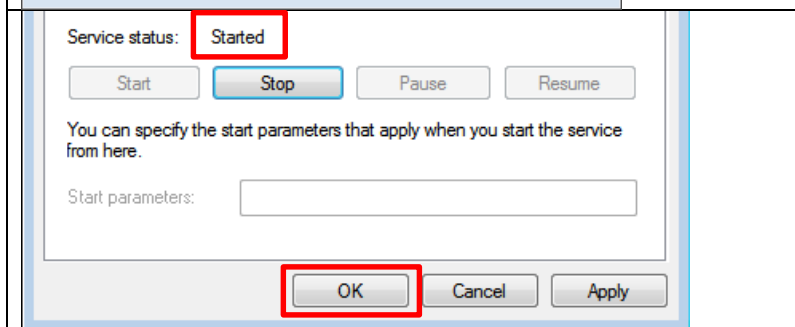 Service status: Started
Start Stop Pause Resume
You can specify the start parameters that apply when you start the service
from here.
Start parameters:
OK Cancel Apply